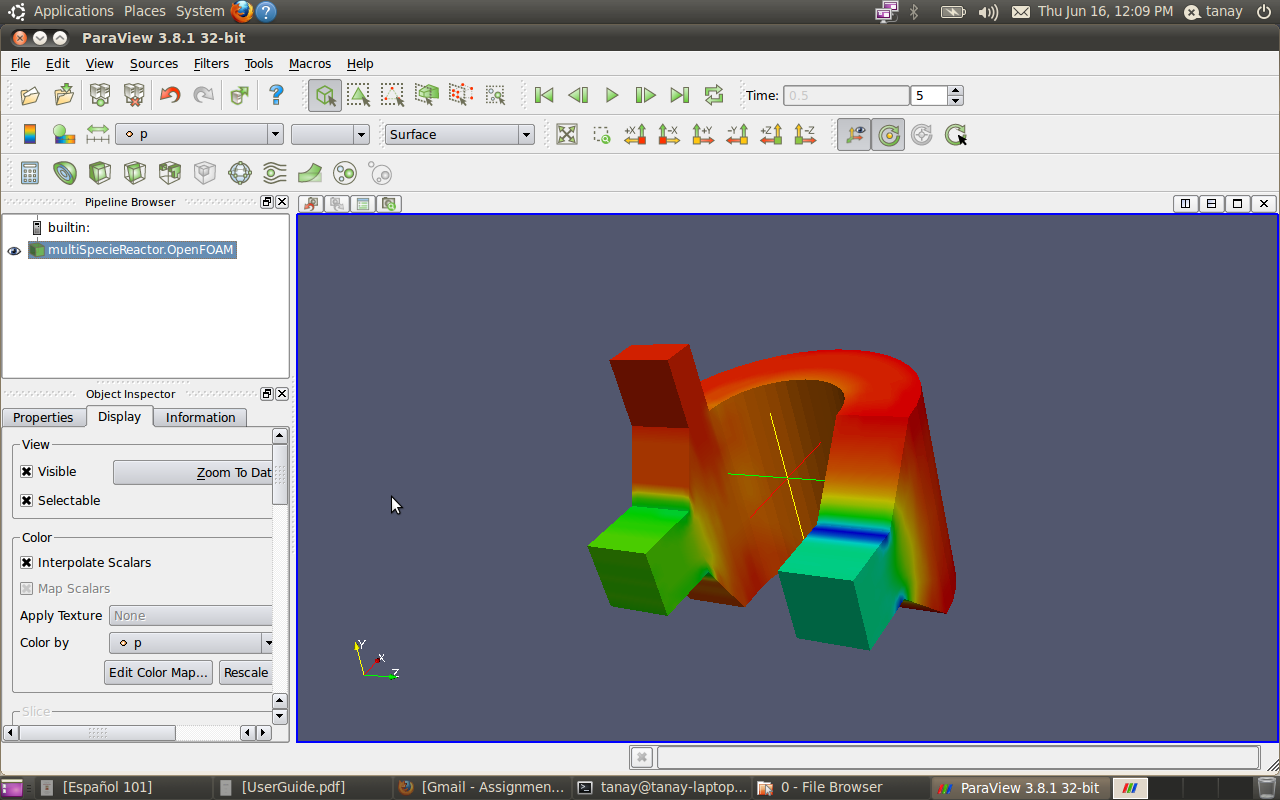 Applications Places System Thu Jun 16, 12:09 PM tanay
ParaView 3.8.1 32-bit
File Edit View Sources Filters Tools Macros Help
Time: 0.5 5
p Surface +X -X +Y -Y +Z -Z
Pipeline Browser
builtin:
multiSpecieReactor.OpenFOAM
Object Inspector
Properties Display Information
View
Visible Zoom To Dat
Selectable
Color
Interpolate Scalars
Map Scalars
Apply Texture None
Color by p
Edit Color Map... Rescale
Slice
Y
X
Z
[Español 101] [UserGuide.pdf] [Gmail - Assignmen... tanay@tanay-laptop... 0 - File Browser ParaView 3.8.1 32-bit